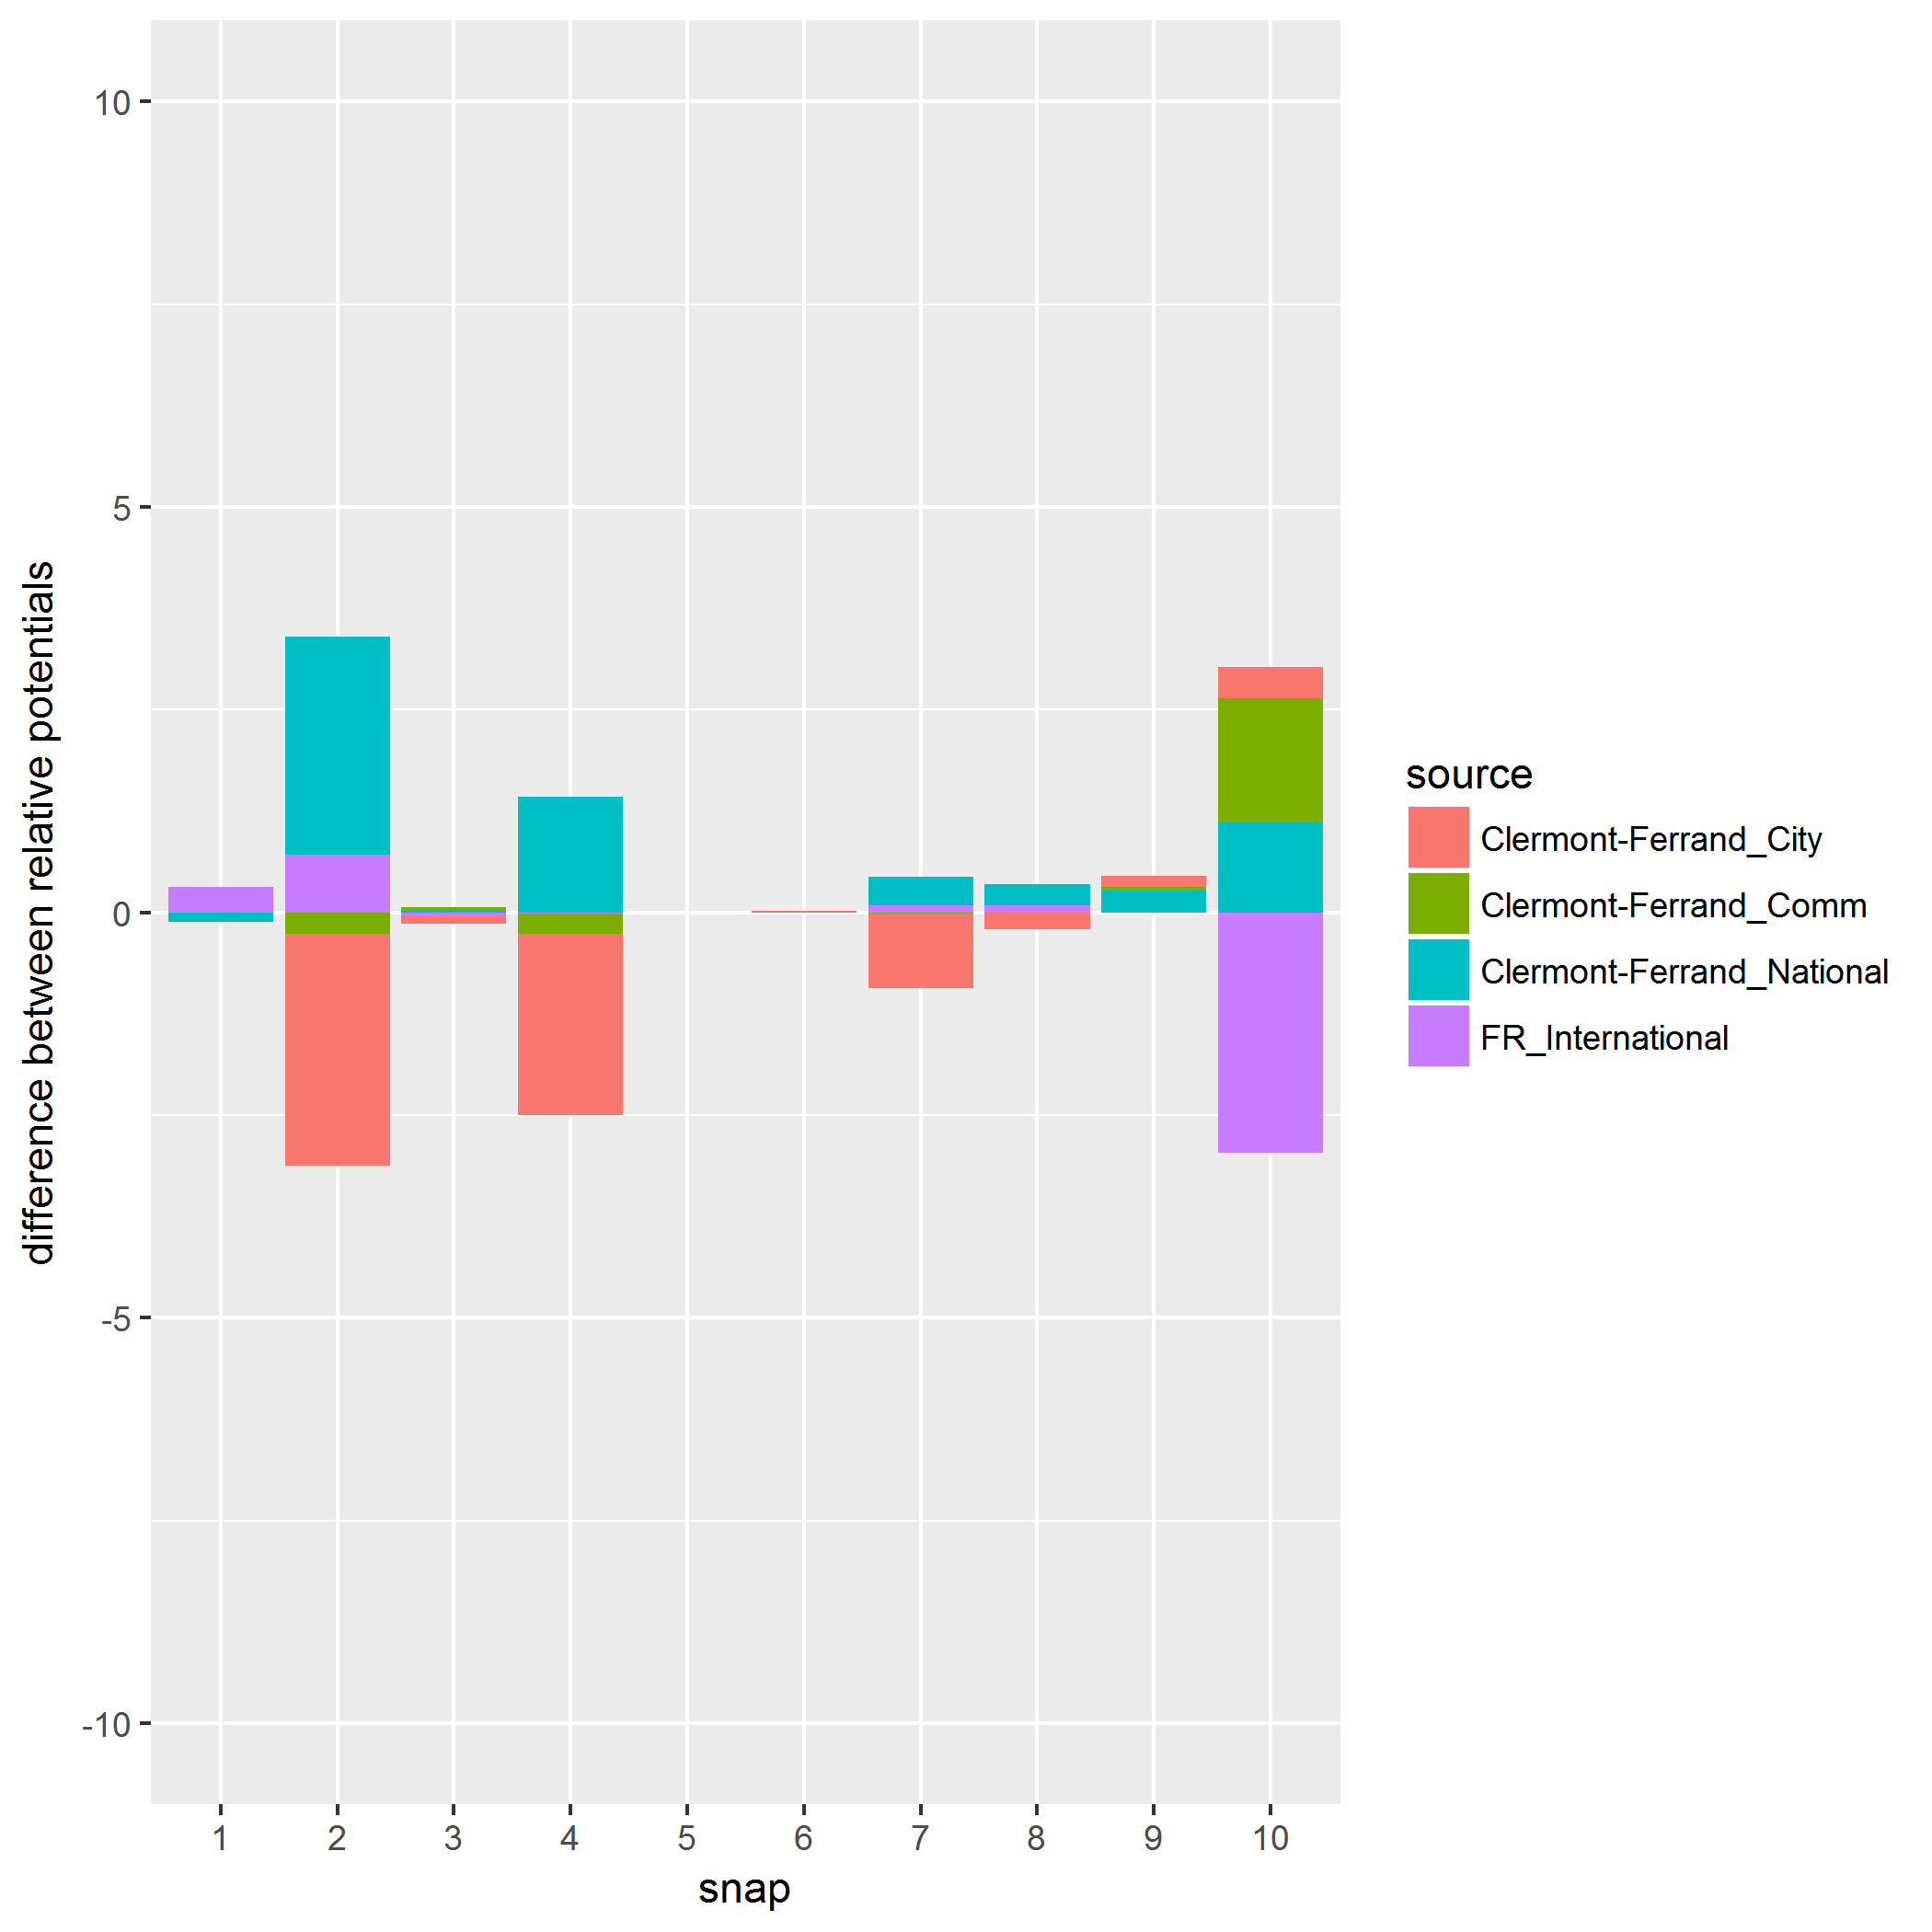 difference between relative potentials
10
5
0
-5
-10
1 2 3 4 5 6 7 8 9 10
snap
source
Clermont-Ferrand_City
Clermont-Ferrand_Comm
Clermont-Ferrand_National
FR_International